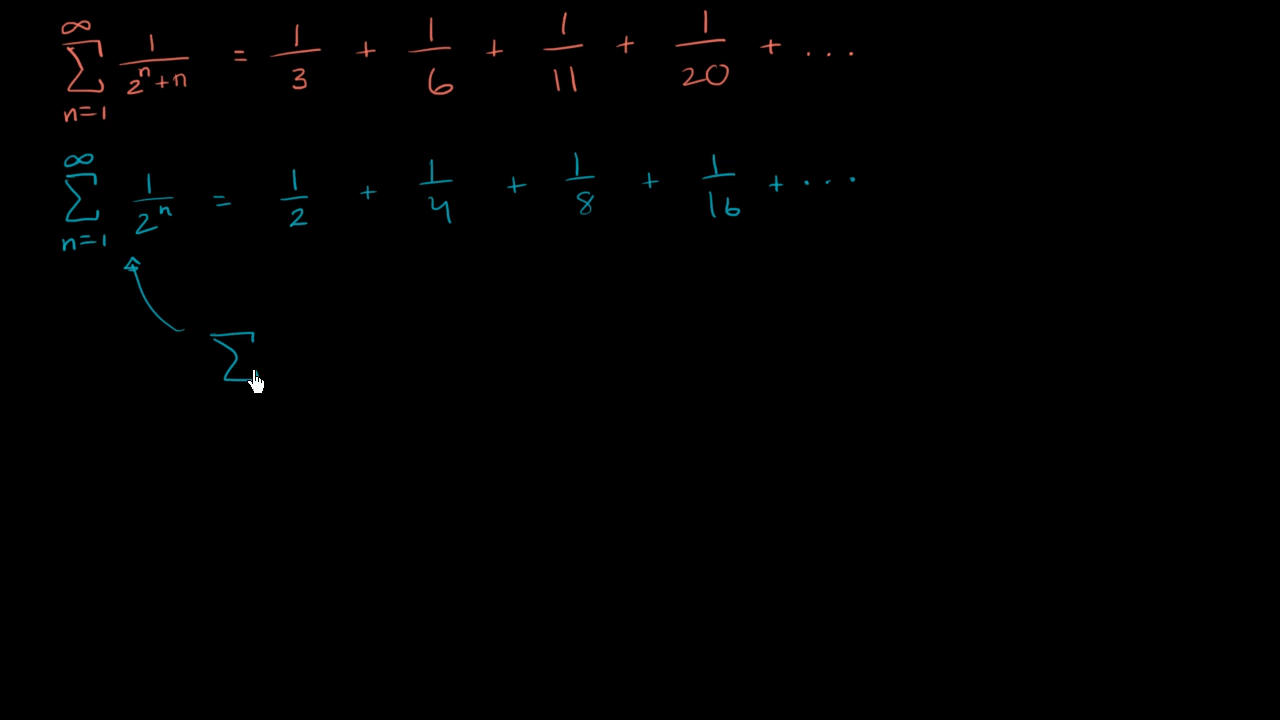 ∞
∑ 1/(2^n+n) = 1/3 + 1/6 + 1/11 + 1/20 + ...
n=1
∞
∑ 1/2^n = 1/2 + 1/4 + 1/8 + 1/16 + ...
n=1
∑